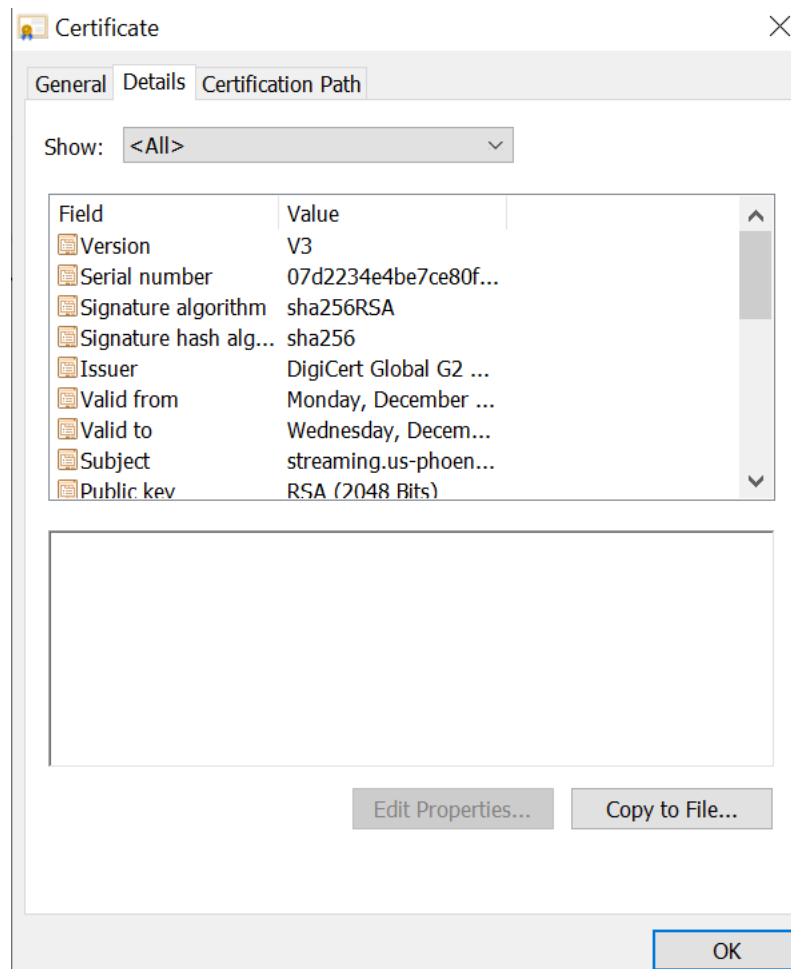 Certificate
General Details Certification Path
Show: <All>
Field Value
Version V3
Serial number 07d2234e4be7ce80f...
Signature algorithm sha256RSA
Signature hash alg... sha256
Issuer DigiCert Global G2 ...
Valid from Monday, December ...
Valid to Wednesday, Decem...
Subject streaming.us-phoen...
Public key RSA (2048 Bits)
Edit Properties... Copy to File...
OK